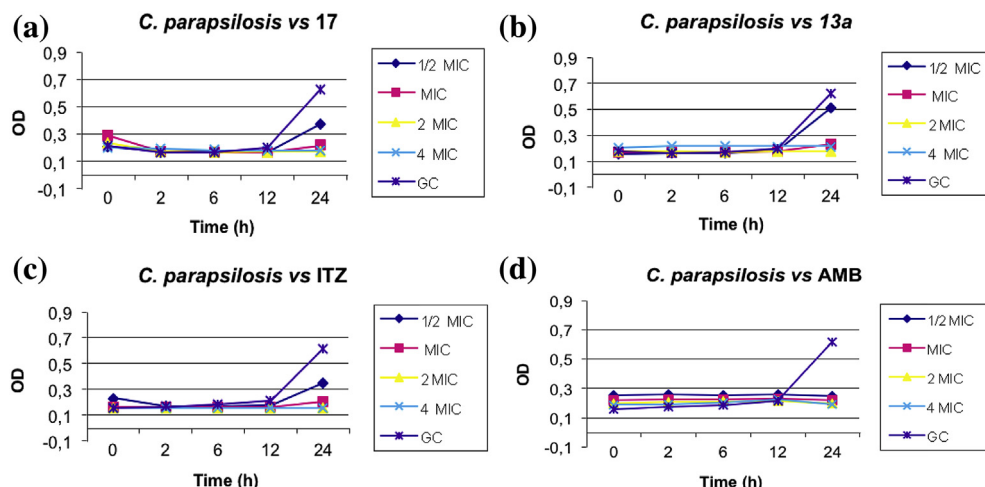 (a)
C. parapsilosis vs 17
0,9
0,7
0,5
0,3
0,1
-0,1
OD
0 2 6 12 24
Time (h)
1/2 MIC
MIC
2 MIC
4 MIC
GC
(b)
C. parapsilosis vs 13a
0,9
0,7
0,5
0,3
0,1
-0,1
OD
0 2 6 12 24
Time (h)
1/2 MIC
MIC
2 MIC
4 MIC
GC
(c)
C. parapsilosis vs ITZ
0,9
0,7
0,5
0,3
0,1
-0,1
OD
0 2 6 12 24
Time (h)
1/2 MIC
MIC
2 MIC
4 MIC
GC
(d)
C. parapsilosis vs AMB
0,9
0,7
0,5
0,3
0,1
-0,1
OD
0 2 6 12 24
Time (h)
1/2 MIC
MIC
2 MIC
4 MIC
GC